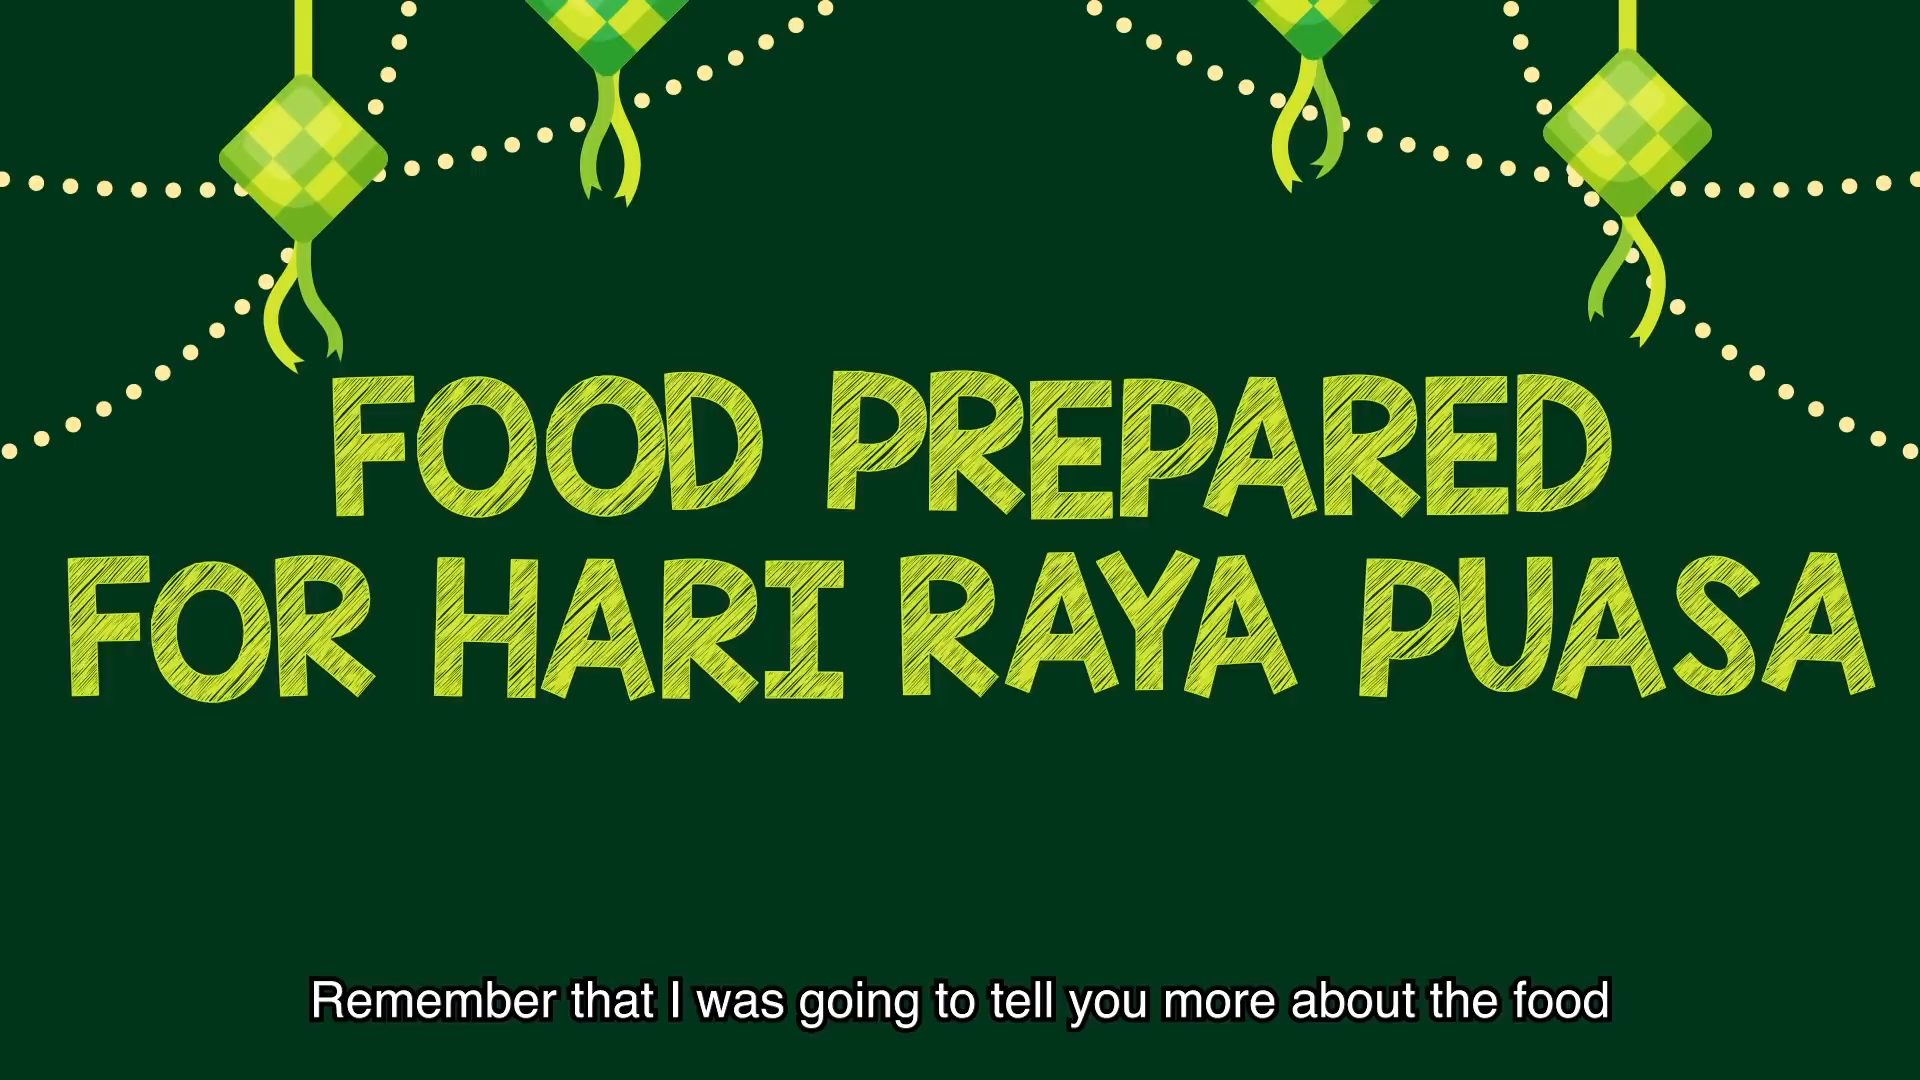 FOOD PREPARED
FOR HARI RAYA PUASA
Remember that I was going to tell you more about the food